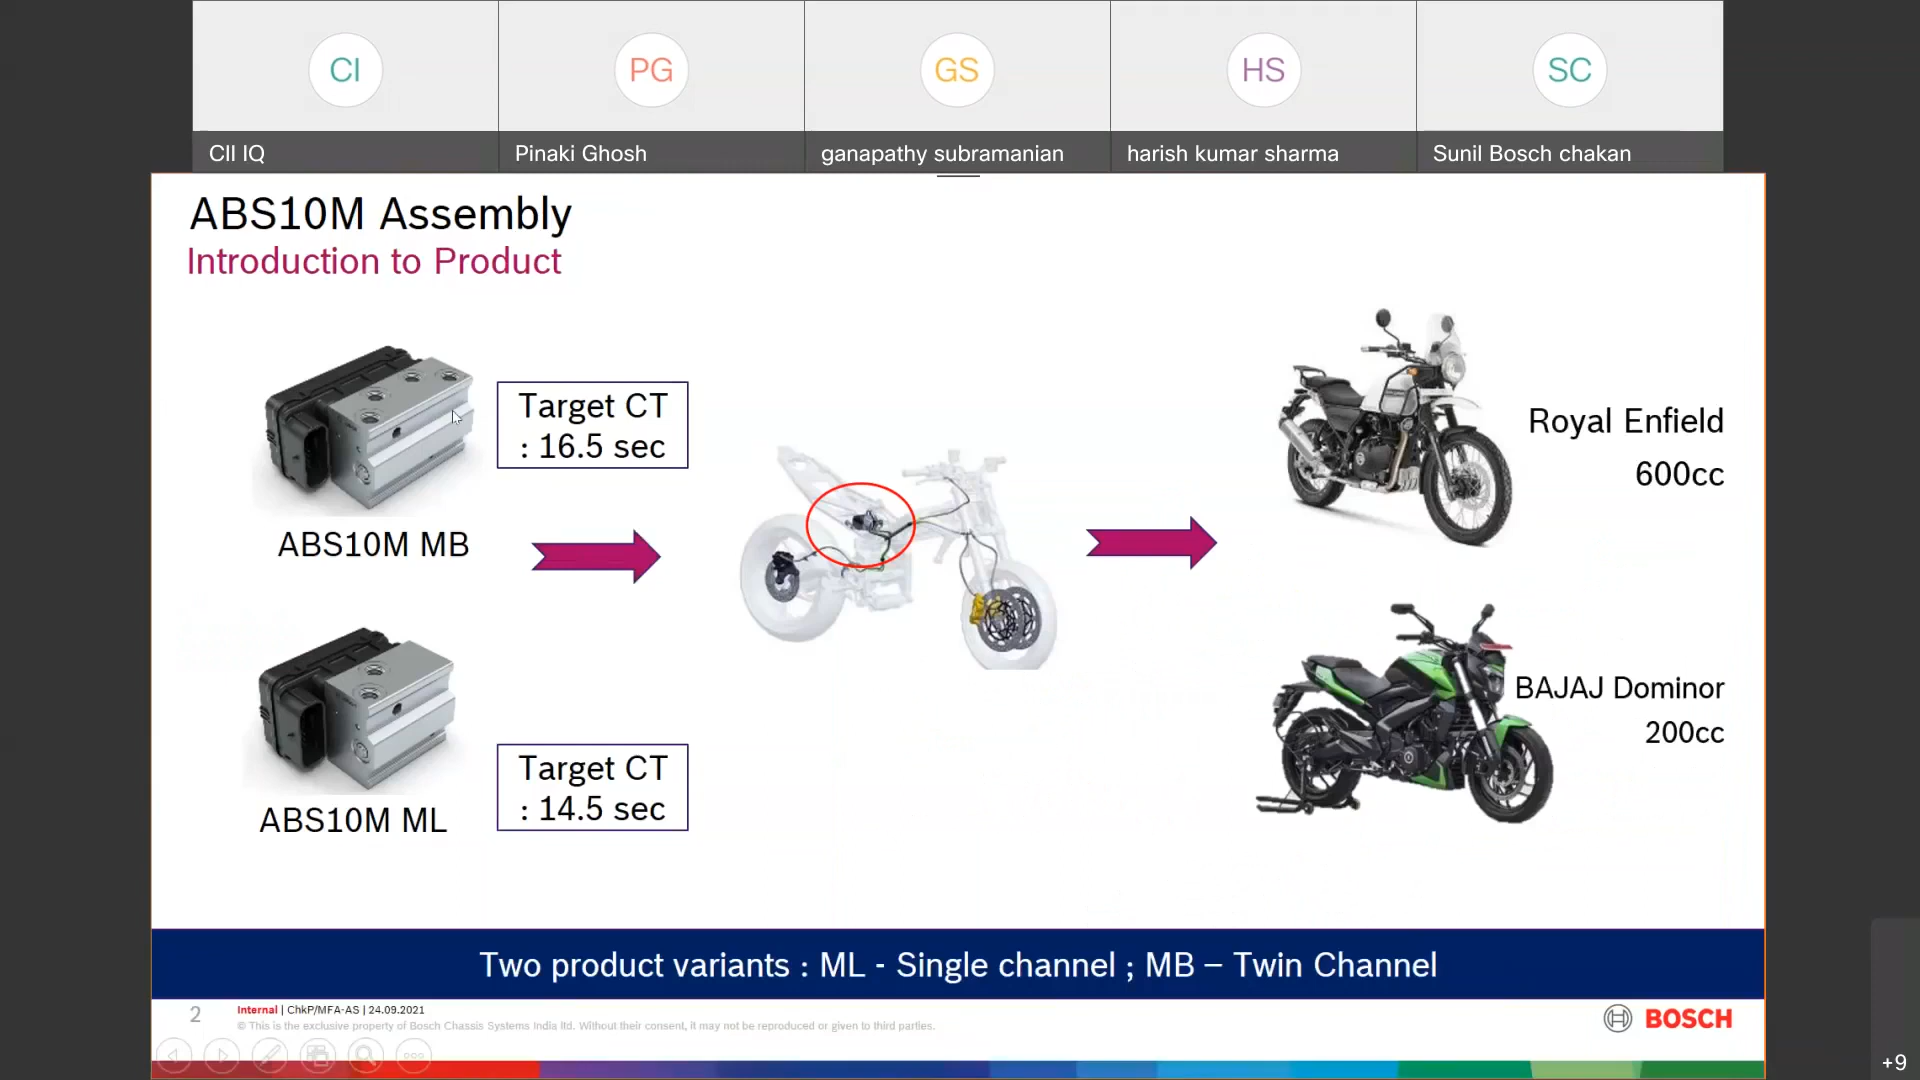 CI
PG
GS
HS
SC
CII IQ
Pinaki Ghosh
ganapathy subramanian
harish kumar sharma
Sunil Bosch chakan
ABS10M Assembly
Introduction to Product
Target CT
: 16.5 sec
ABS10M MB
Royal Enfield
600cc
Target CT
: 14.5 sec
ABS10M ML
BAJAJ Dominor
200cc
Two product variants : ML - Single channel ; MB – Twin Channel
2
Internal | ChkP/MFA-AS | 24.09.2021
© This is the exclusive property of Bosch Chassis Systems India ltd. Without their consent, it may not be reproduced or given to third parties.
BOSCH
+9